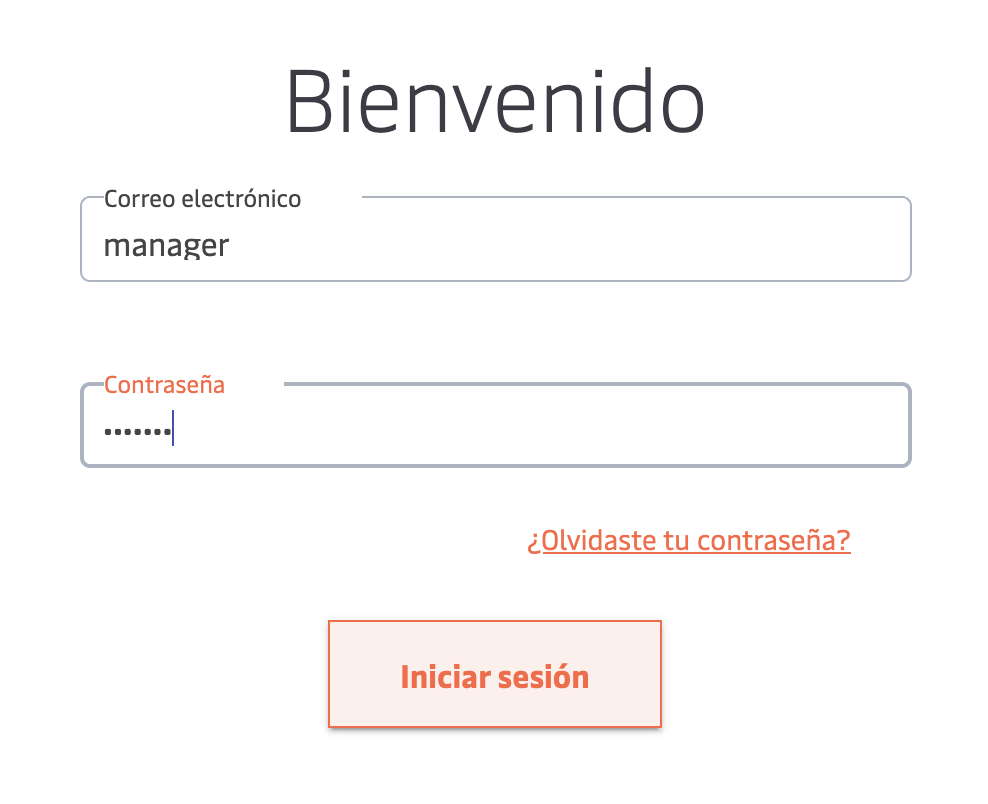 Bienvenido
Correo electrónico
manager
Contraseña
•••••••
¿Olvidaste tu contraseña?
Iniciar sesión